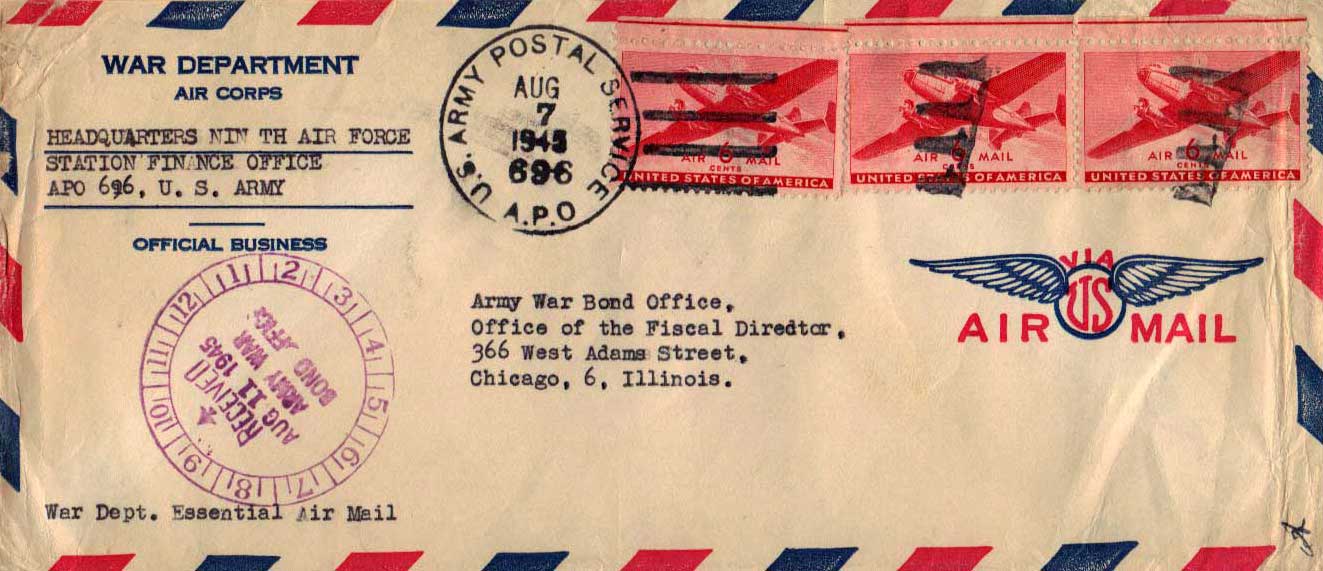 WAR DEPARTMENT
AIR CORPS
HEADQUARTERS NINTH AIR FORCE
STATION FINANCE OFFICE
APO 696, U. S. ARMY
OFFICIAL BUSINESS
U.S. ARMY POSTAL SERVICE
AUG
7
1945
696
A.P.O
AIR 6 MAIL
CENTS
UNITED STATES OF AMERICA
AIR 6 MAIL
CENTS
UNITED STATES OF AMERICA
AIR 6 MAIL
CENTS
UNITED STATES OF AMERICA
VIA
US
AIR MAIL
Army War Bond Office,
Office of the Fiscal Diredtor,
366 West Adams Street,
Chicago, 6, Illinois.
1 2 3 4 5 6 7 8 9 10 11 12
RECEIVED
AUG 11 1945
ARMY WAR
BOND OFFICE
War Dept. Essential Air Mail